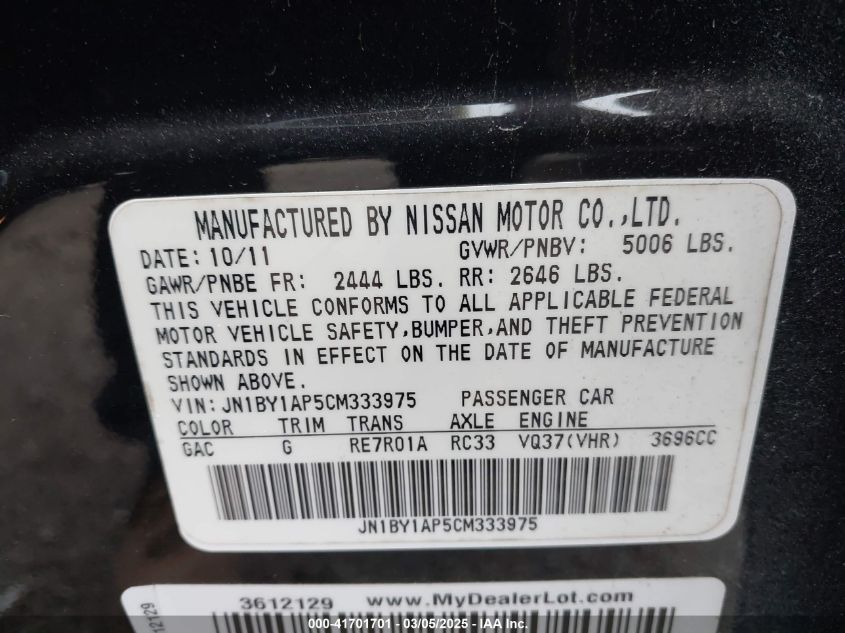 MANUFACTURED BY NISSAN MOTOR CO.,LTD.
DATE: 10/11 GVWR/PNBV: 5006 LBS.
GAWR/PNBE FR: 2444 LBS. RR: 2646 LBS.
THIS VEHICLE CONFORMS TO ALL APPLICABLE FEDERAL
MOTOR VEHICLE SAFETY,BUMPER,AND THEFT PREVENTION
STANDARDS IN EFFECT ON THE DATE OF MANUFACTURE
SHOWN ABOVE.
VIN: JN1BY1AP5CM333975 PASSENGER CAR
COLOR TRIM TRANS AXLE ENGINE
GAC G RE7R01A RC33 VQ37(VHR) 3696CC
JN1BY1AP5CM333975
3612129 www.MyDealerLot.com
12129
000-41701701 - 03/05/2025 - IAA Inc.